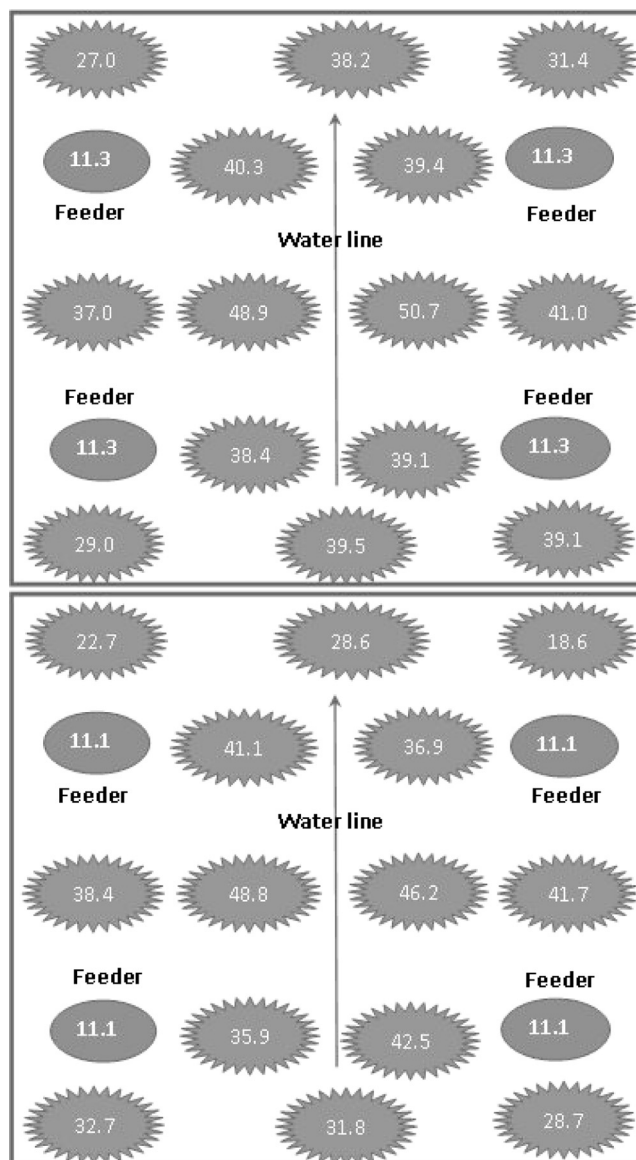 27.0 38.2 31.4
11.3 40.3 39.4 11.3
Feeder Feeder
Water line
37.0 48.9 50.7 41.0
Feeder Feeder
11.3 38.4 39.1 11.3
29.0 39.5 39.1
22.7 28.6 18.6
11.1 41.1 36.9 11.1
Feeder Feeder
Water line
38.4 48.8 46.2 41.7
Feeder Feeder
11.1 35.9 42.5 11.1
32.7 31.8 28.7